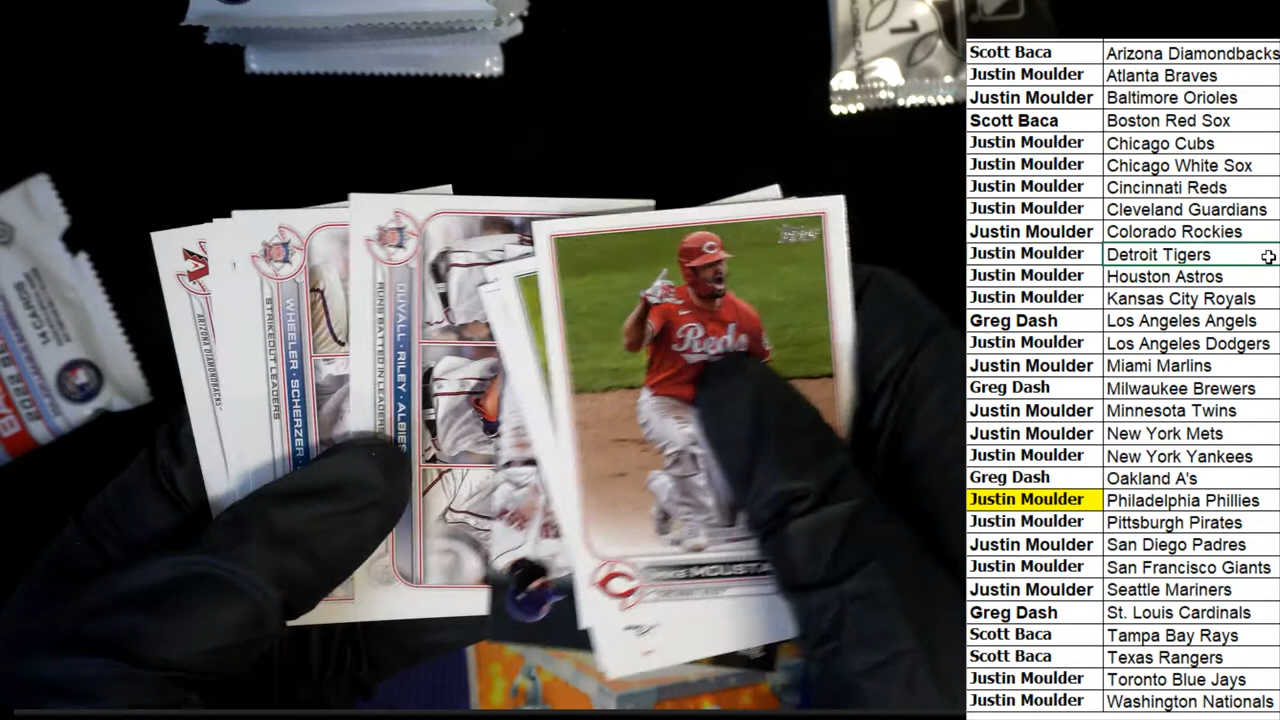 Scott Baca Arizona Diamondbacks
Justin Moulder Atlanta Braves
Justin Moulder Baltimore Orioles
Scott Baca Boston Red Sox
Justin Moulder Chicago Cubs
Justin Moulder Chicago White Sox
Justin Moulder Cincinnati Reds
Justin Moulder Cleveland Guardians
Justin Moulder Colorado Rockies
Justin Moulder Detroit Tigers
Justin Moulder Houston Astros
Justin Moulder Kansas City Royals
Greg Dash Los Angeles Angels
Justin Moulder Los Angeles Dodgers
Justin Moulder Miami Marlins
Greg Dash Milwaukee Brewers
Justin Moulder Minnesota Twins
Justin Moulder New York Mets
Justin Moulder New York Yankees
Greg Dash Oakland A's
Justin Moulder Philadelphia Phillies
Justin Moulder Pittsburgh Pirates
Justin Moulder San Diego Padres
Justin Moulder San Francisco Giants
Justin Moulder Seattle Mariners
Greg Dash St. Louis Cardinals
Scott Baca Tampa Bay Rays
Scott Baca Texas Rangers
Justin Moulder Toronto Blue Jays
Justin Moulder Washington Nationals
ARIZONA DIAMONDBACKS
WHEELER · SCHERZER ·
STRIKEOUT LEADERS
DUVALL · RILEY · ALBIES
RUNS BATTED IN LEADERS
Topps
Reds
14 CARDS
2022